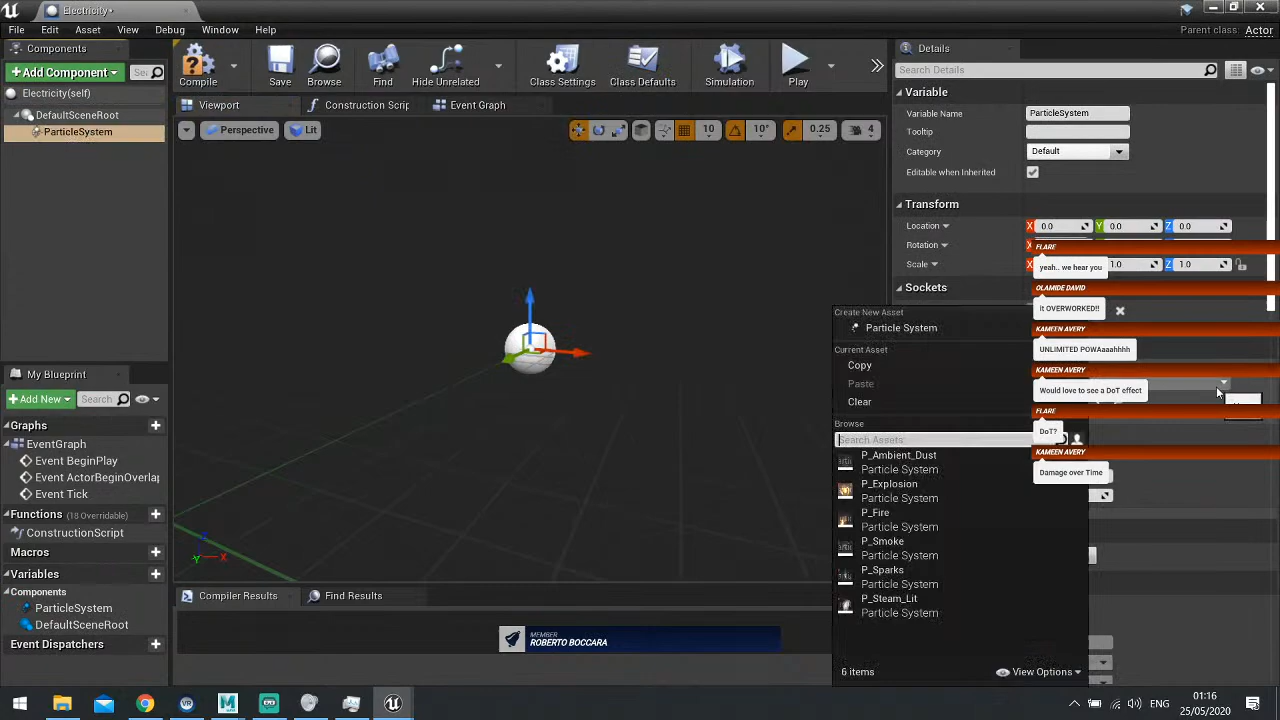 Electricity*
File Edit Asset View Debug Window Help
Parent class: Actor
Components
Add Component
Electricity(self)
DefaultSceneRoot
ParticleSystem
Compile Save Browse Find Hide Unrelated Class Settings Class Defaults Simulation Play
Viewport Construction Scrip Event Graph
Perspective Lit
10 10° 0.25 4
Details
Search Details
Variable
Variable Name ParticleSystem
Tooltip
Category Default
Editable when Inherited
Transform
Location X 0.0 Y 0.0 Z 0.0
Rotation
Scale 1.0 Z 1.0
Sockets
FLARE
yeah.. we hear you
OLAMIDE DAVID
it OVERWORKED!!
KAMEEN AVERY
UNLIMITED POWAaaahhhh
KAMEEN AVERY
Would love to see a DoT effect
FLARE
DoT?
KAMEEN AVERY
Damage over Time
Create New Asset
Particle System
Current Asset
Copy
Paste
Clear
Browse
Search Assets
P_Ambient_Dust
Particle System
P_Explosion
Particle System
P_Fire
Particle System
P_Smoke
Particle System
P_Sparks
Particle System
P_Steam_Lit
Particle System
6 items View Options
My Blueprint
Add New Search
Graphs
EventGraph
Event BeginPlay
Event ActorBeginOverlap
Event Tick
Functions (18 Overridable)
ConstructionScript
Macros
Variables
Components
ParticleSystem
DefaultSceneRoot
Event Dispatchers
Compiler Results Find Results
MEMBER
ROBERTO BOCCARA
ENG
01:16
25/05/2020